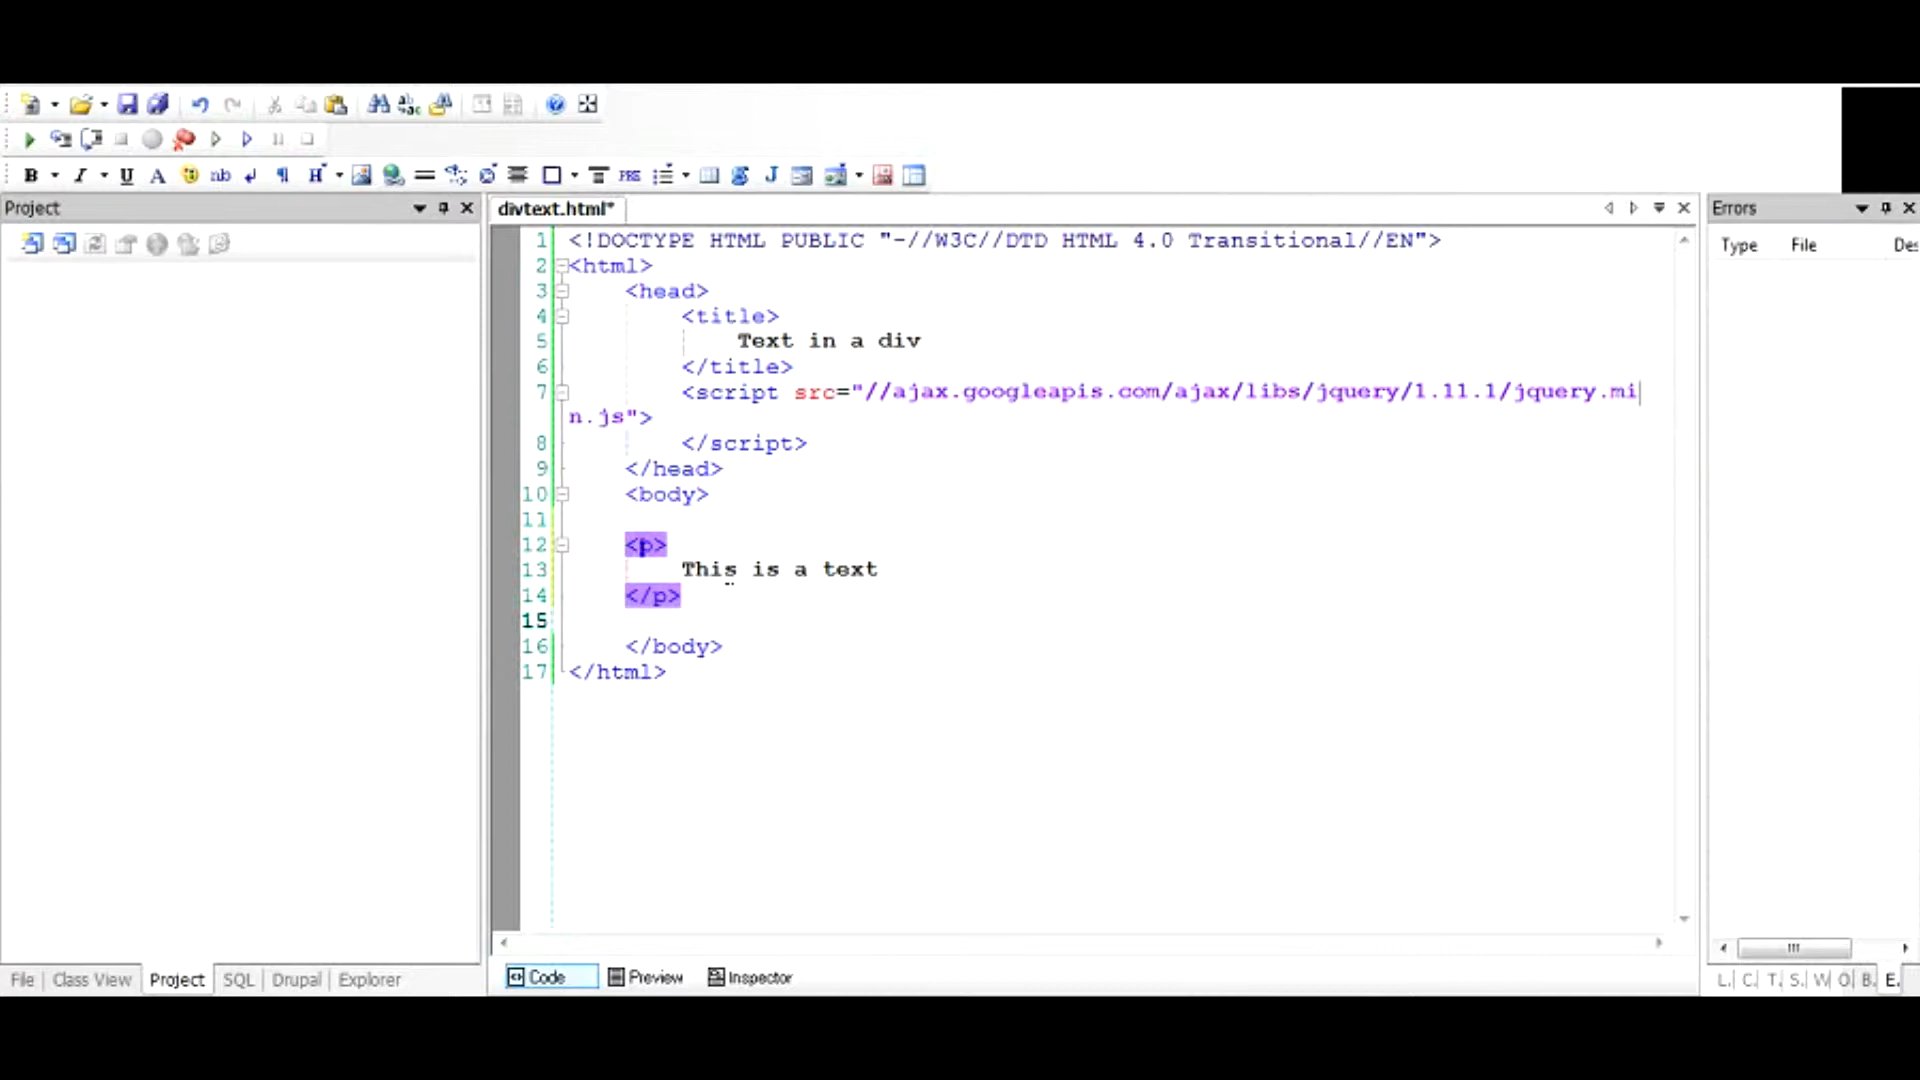 B I U A nb ¶ H PRE J
Project
divtext.html*
Errors
Type File Des
1 <!DOCTYPE HTML PUBLIC "-//W3C//DTD HTML 4.0 Transitional//EN">
2 <html>
3 <head>
4 <title>
5 Text in a div
6 </title>
7 <script src="//ajax.googleapis.com/ajax/libs/jquery/1.11.1/jquery.mi
n.js">
8 </script>
9 </head>
10 <body>
11
12 <p>
13 This is a text
14 </p>
15
16 </body>
17 </html>
File Class View Project SQL Drupal Explorer
Code Preview Inspector
L. C. T. S. W O B. E.